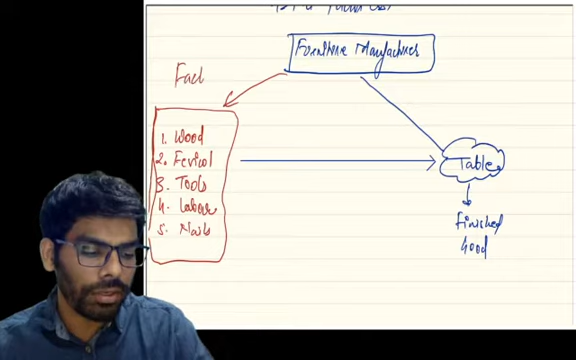 Furniture Manufacturer
Fact
1. Wood
2. Fevicol
3. Tools
4. Labour
5. Nails
Table
Finished
Good